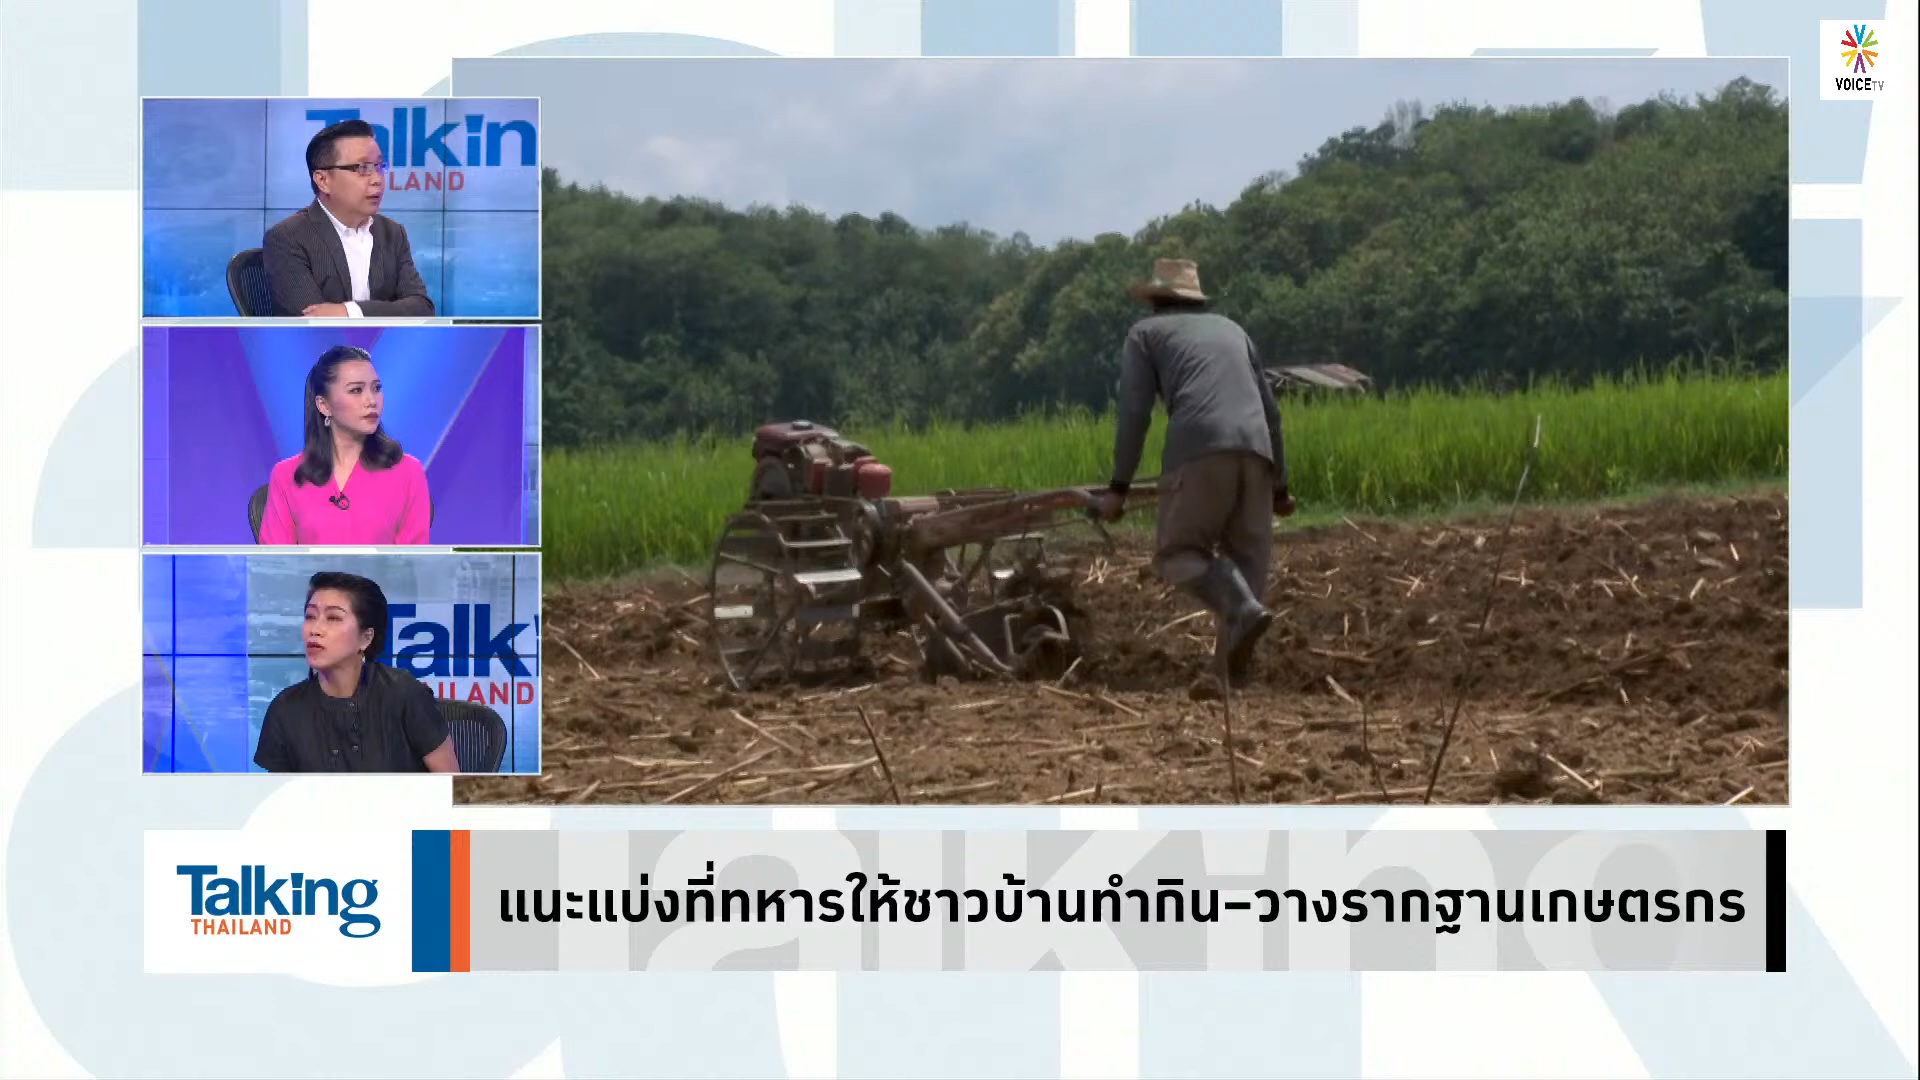 VOICE TV
Talkin
LAND
Talk
AILAND
Talking
THAILAND
แนะแบ่งที่ทหารให้ชาวบ้านทำกิน-วางรากฐานเกษตรกร